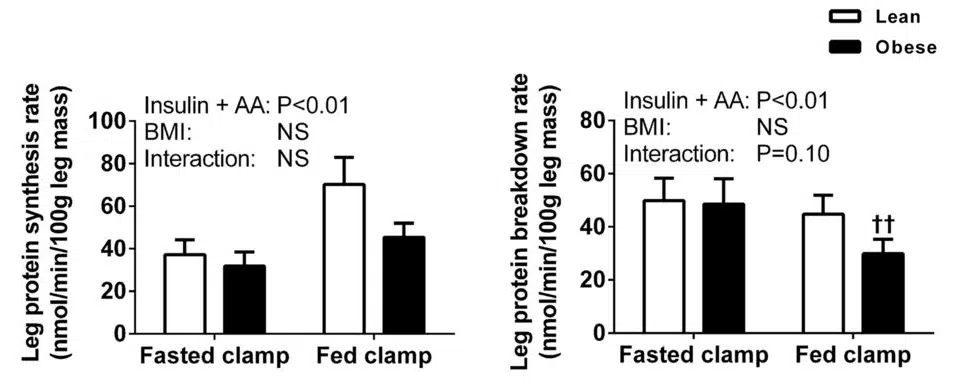 Lean
Obese
Leg protein synthesis rate
(nmol/min/100g leg mass)
Insulin + AA: P<0.01
BMI: NS
Interaction: NS
100
80
60
40
20
0
Fasted clamp
Fed clamp
Leg protein breakdown rate
(nmol/min/100g leg mass)
Insulin + AA: P<0.01
BMI: NS
Interaction: P=0.10
80
60
40
20
0
††
Fasted clamp
Fed clamp